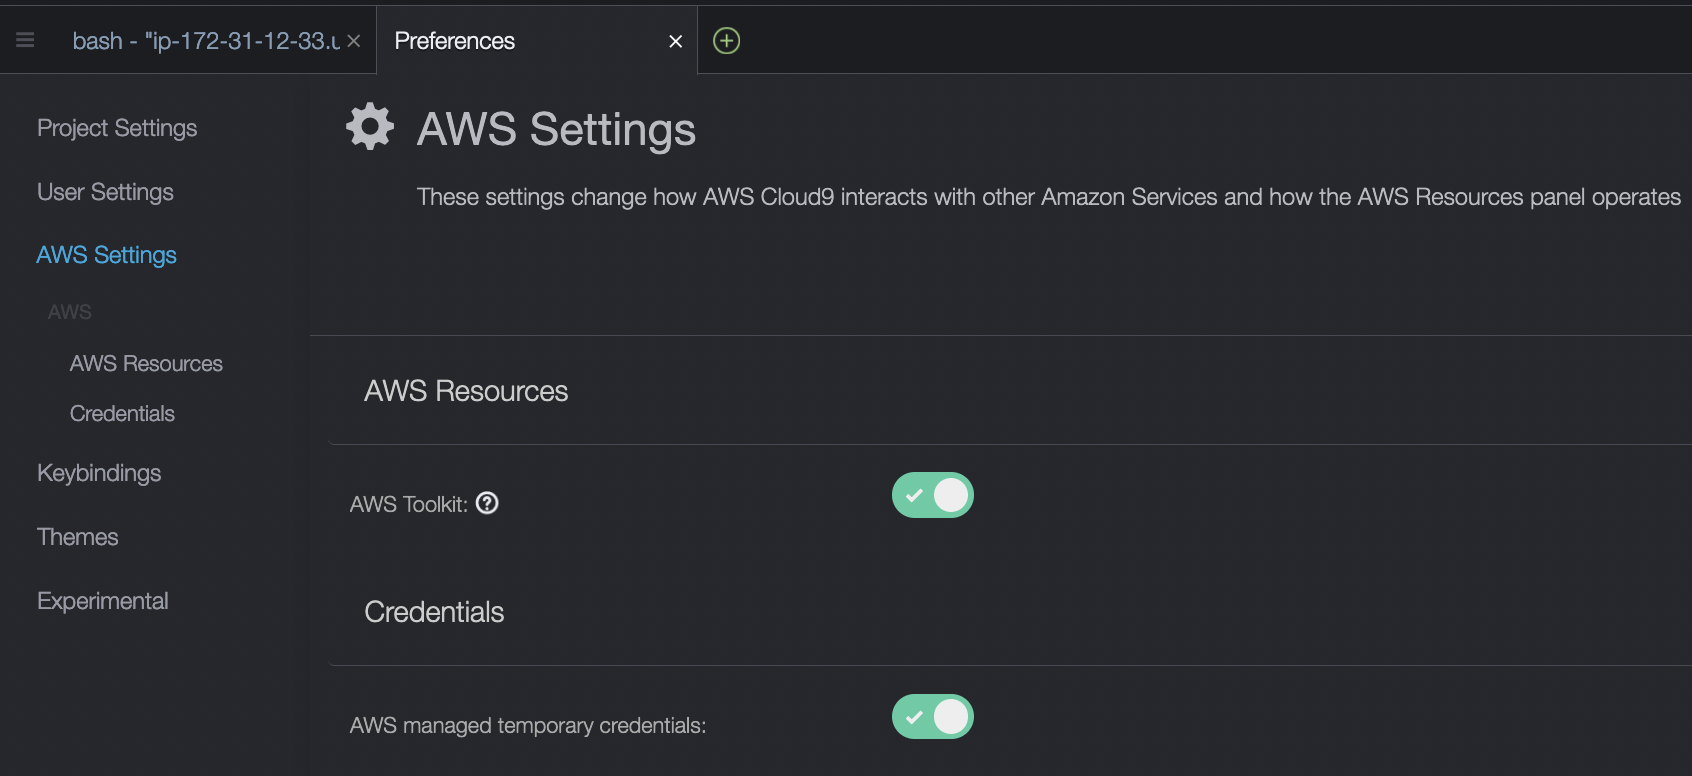 bash - "ip-172-31-12-33.u
Preferences
Project Settings
User Settings
AWS Settings
AWS
AWS Resources
Credentials
Keybindings
Themes
Experimental
AWS Settings
These settings change how AWS Cloud9 interacts with other Amazon Services and how the AWS Resources panel operates
AWS Resources
AWS Toolkit:
Credentials
AWS managed temporary credentials: